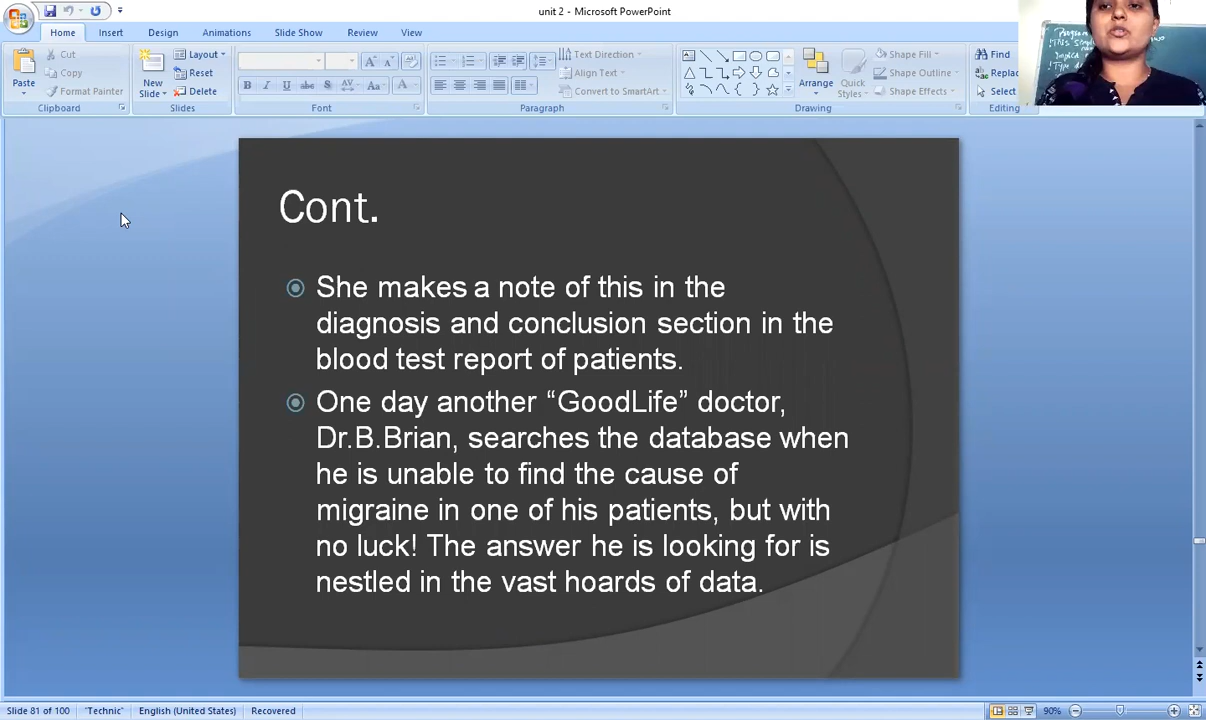 unit 2 - Microsoft PowerPoint
Home Insert Design Animations Slide Show Review View
Cut
Copy
Format Painter
Paste
Clipboard
New Slide
Layout
Reset
Delete
Slides
Font
Text Direction
Align Text
Convert to SmartArt
Paragraph
Arrange
Quick Styles
Shape Fill
Shape Outline
Shape Effects
Drawing
Find
Replac
Select
Editing
Cont.
She makes a note of this in the
diagnosis and conclusion section in the
blood test report of patients.
One day another “GoodLife” doctor,
Dr.B.Brian, searches the database when
he is unable to find the cause of
migraine in one of his patients, but with
no luck! The answer he is looking for is
nestled in the vast hoards of data.
Slide 81 of 100 "Technic" English (United States) Recovered 90%